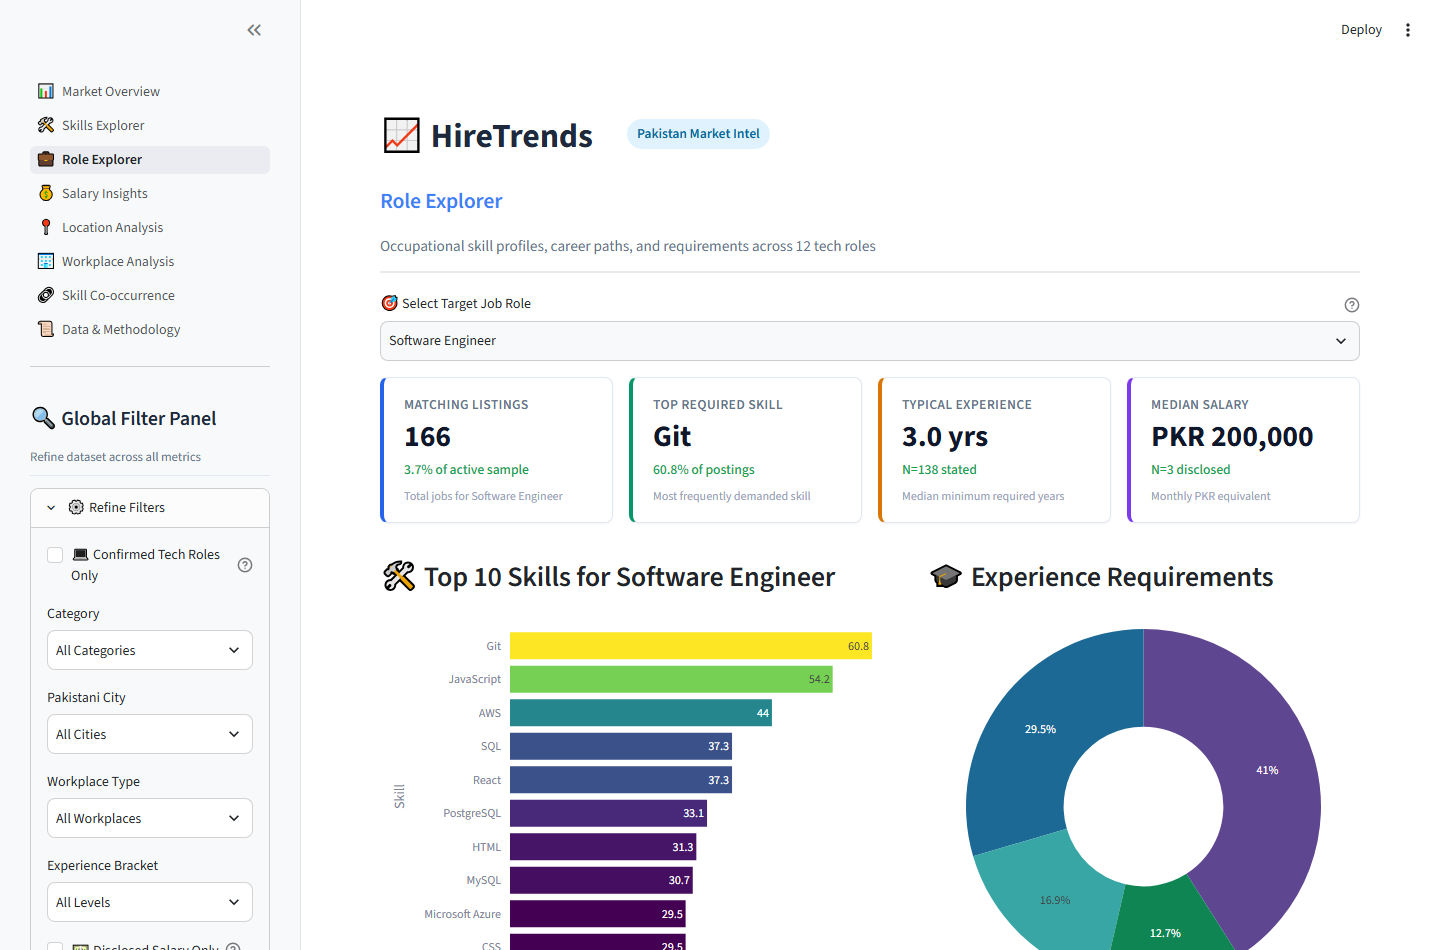 Deploy
Market Overview
Skills Explorer
Role Explorer
Salary Insights
Location Analysis
Workplace Analysis
Skill Co-occurrence
Data & Methodology
Global Filter Panel
Refine dataset across all metrics
Refine Filters
Confirmed Tech Roles
Only
Category
All Categories
Pakistani City
All Cities
Workplace Type
All Workplaces
Experience Bracket
All Levels
Disclosed Salary Only
HireTrends
Pakistan Market Intel
Role Explorer
Occupational skill profiles, career paths, and requirements across 12 tech roles
Select Target Job Role
Software Engineer
MATCHING LISTINGS
166
3.7% of active sample
Total jobs for Software Engineer
TOP REQUIRED SKILL
Git
60.8% of postings
Most frequently demanded skill
TYPICAL EXPERIENCE
3.0 yrs
N=138 stated
Median minimum required years
MEDIAN SALARY
PKR 200,000
N=3 disclosed
Monthly PKR equivalent
Top 10 Skills for Software Engineer
Skill
Git 60.8
JavaScript 54.2
AWS 44
SQL 37.3
React 37.3
PostgreSQL 33.1
HTML 31.3
MySQL 30.7
Microsoft Azure 29.5
CSS 29.5
Experience Requirements
29.5%
41%
16.9%
12.7%